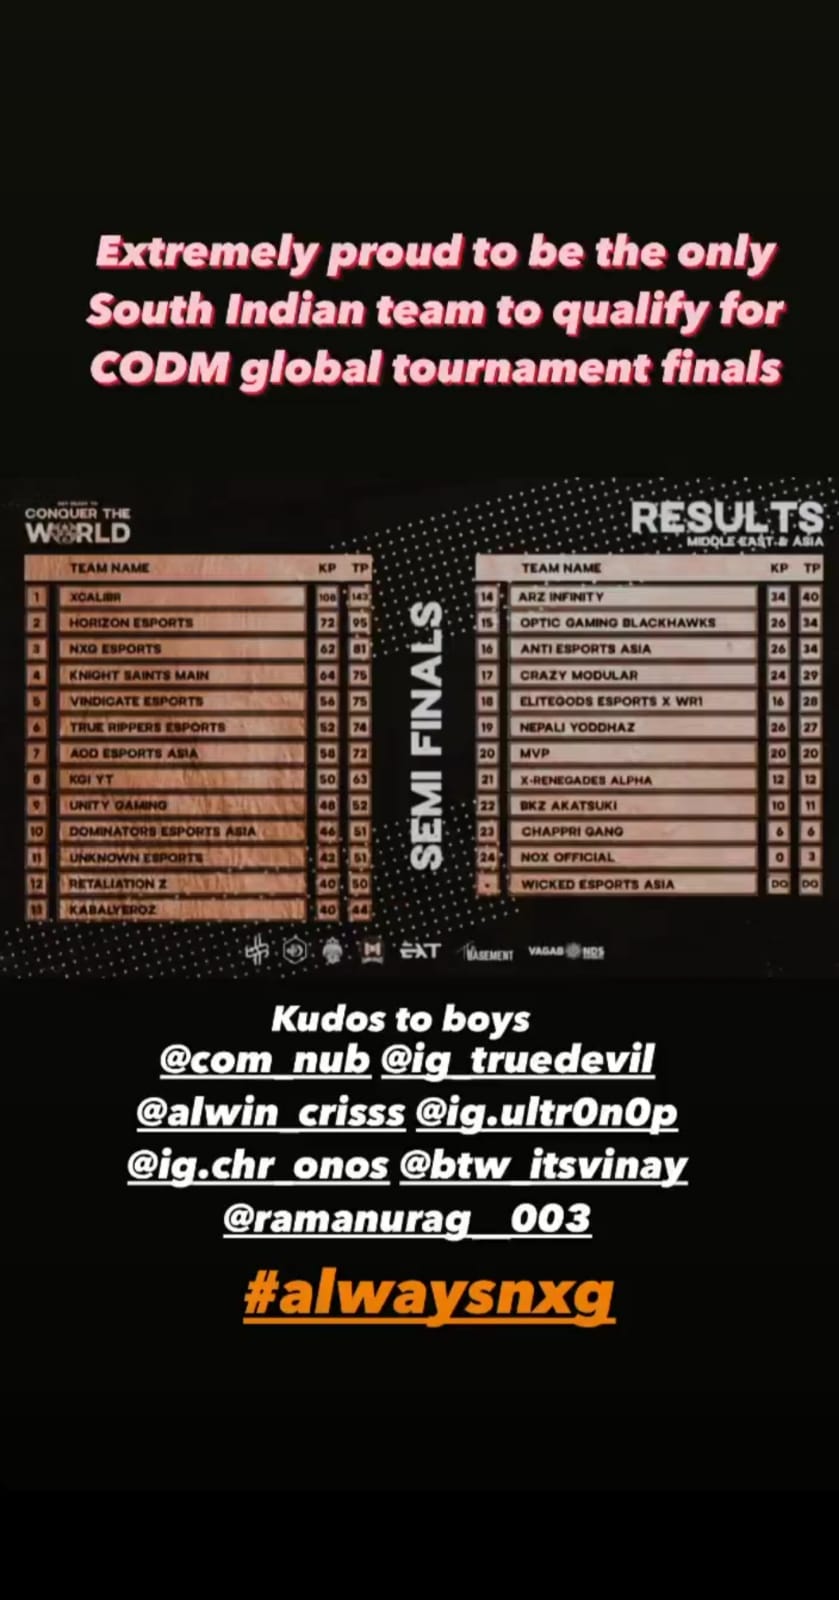 Extremely proud to be the only
South Indian team to qualify for
CODM global tournament finals
CONQUER THE
WORLD
RESULTS
MIDDLE EAST & ASIA
TEAM NAME KP TP
1 XCALIBR 108 143
2 HORIZON ESPORTS 72 95
3 NXG ESPORTS 62 81
4 KNIGHT SAINTS MAIN 64 75
5 VINDICATE ESPORTS 56 75
6 TRUE RIPPERS ESPORTS 52 74
7 AOD ESPORTS ASIA 58 72
8 KGI YT 50 63
9 UNITY GAMING 48 52
10 DOMINATORS ESPORTS ASIA 46 51
11 UNKNOWN ESPORTS 42 51
12 RETALIATION Z 40 50
13 KABALYEROZ 40 44
SEMI FINALS
TEAM NAME KP TP
14 ARZ INFINITY 34 40
15 OPTIC GAMING BLACKHAWKS 26 34
16 ANTI ESPORTS ASIA 26 34
17 CRAZY MODULAR 24 29
18 ELITEGODS ESPORTS X WR1 16 28
19 NEPALI YODDHAZ 26 27
20 MVP 20 20
21 X-RENEGADES ALPHA 12 12
22 BKZ AKATSUKI 10 11
23 CHAPPRI GANG 6 6
24 NOX OFFICIAL 0 3
- WICKED ESPORTS ASIA DQ DQ
BASEMENT VAGAB NDS
Kudos to boys
@com_nub @ig_truedevil
@alwin_crisss @ig.ultr0n0p
@ig.chr_onos @btw_itsvinay
@ramanurag__003
#alwaysnxg